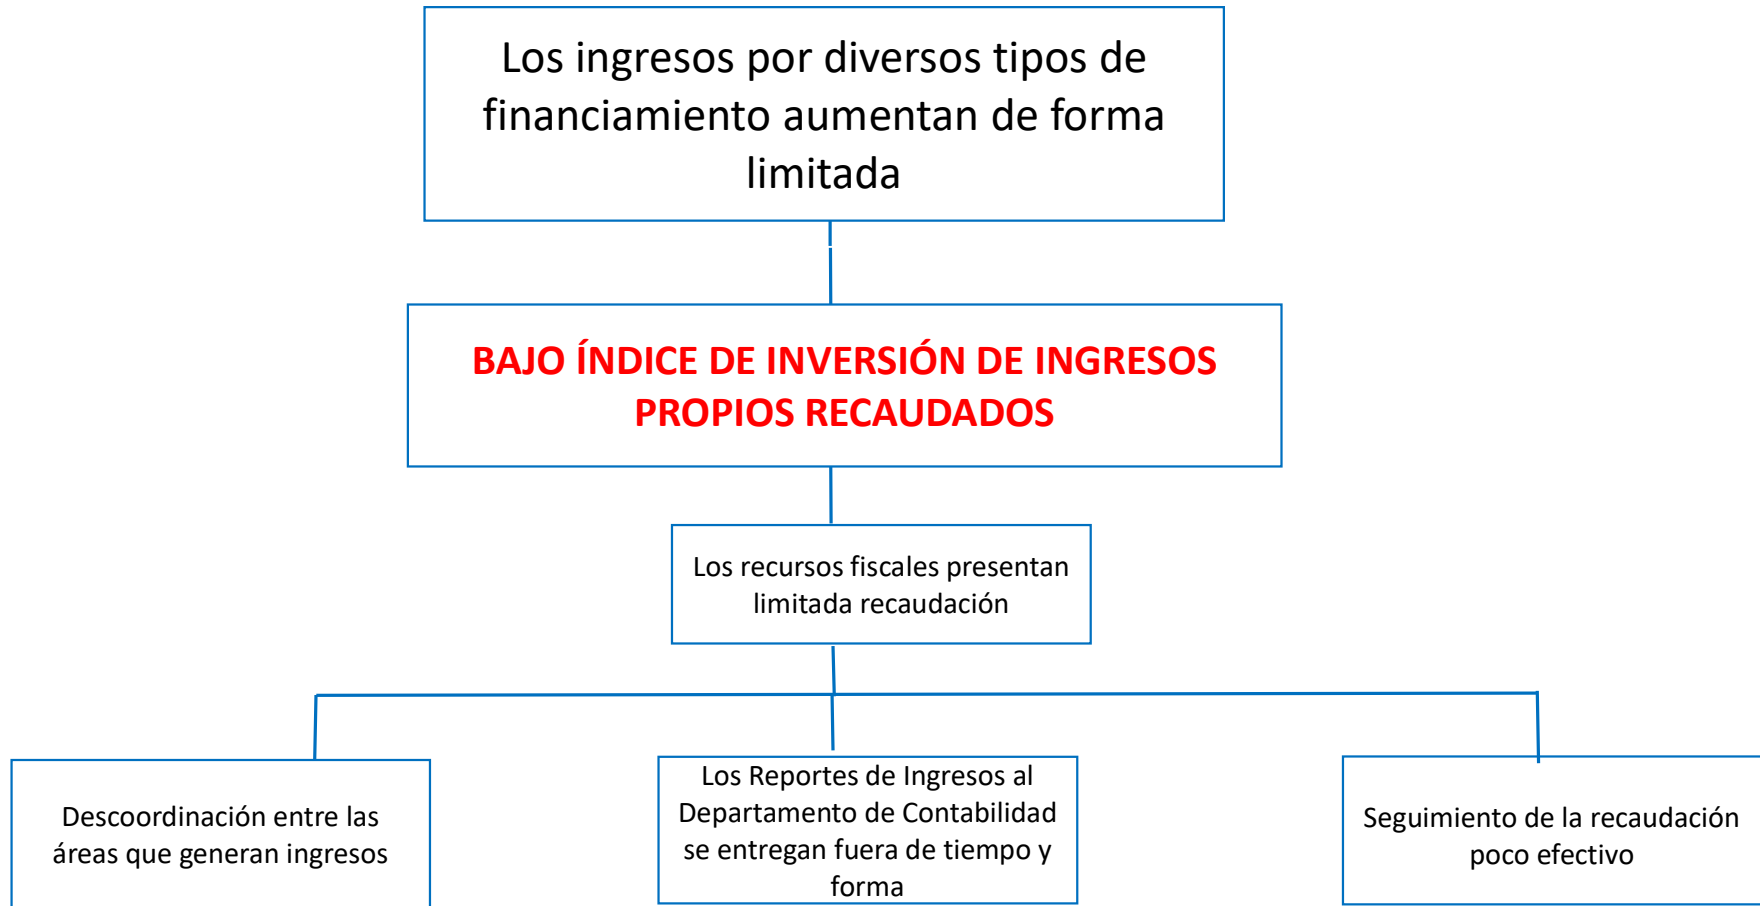 Los ingresos por diversos tipos de
financiamiento aumentan de forma
limitada
BAJO ÍNDICE DE INVERSIÓN DE INGRESOS
PROPIOS RECAUDADOS
Los recursos fiscales presentan
limitada recaudación
Descoordinación entre las
áreas que generan ingresos
Los Reportes de Ingresos al
Departamento de Contabilidad
se entregan fuera de tiempo y
forma
Seguimiento de la recaudación
poco efectivo